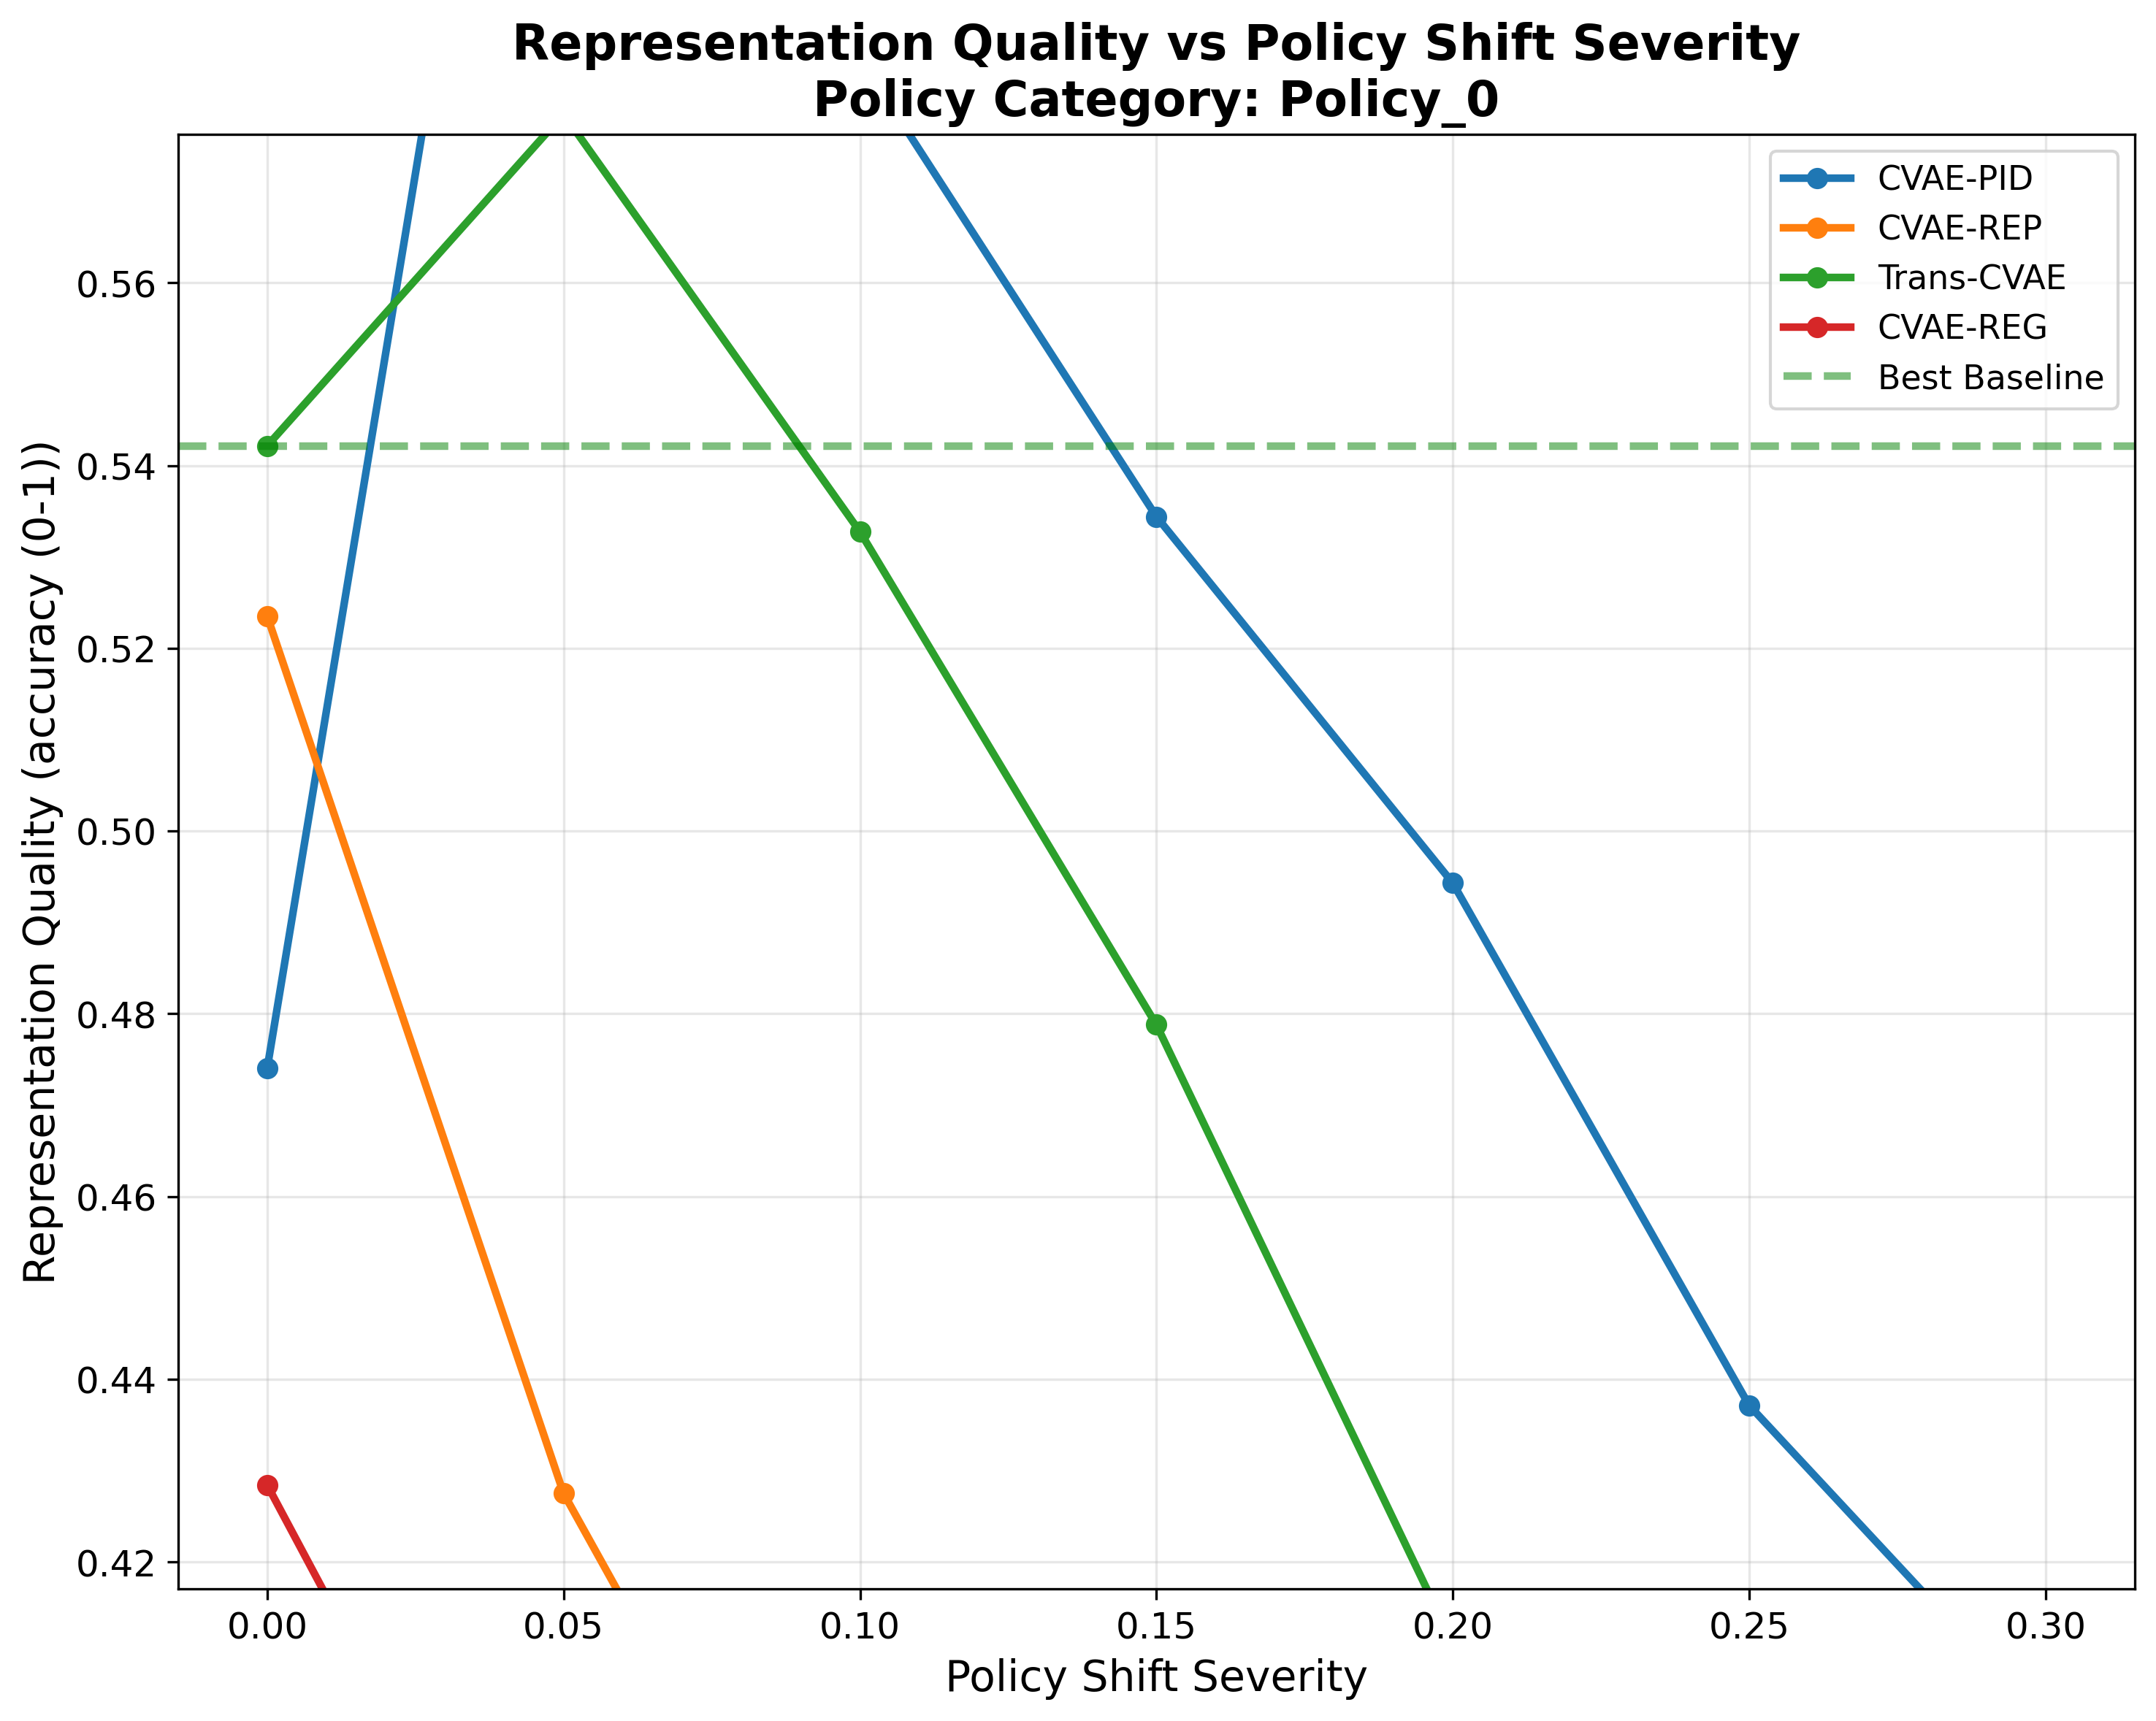 Representation Quality vs Policy Shift Severity
Policy Category: Policy_0
Representation Quality (accuracy (0-1))
0.56
0.54
0.52
0.50
0.48
0.46
0.44
0.42
CVAE-PID
CVAE-REP
Trans-CVAE
CVAE-REG
Best Baseline
0.00 0.05 0.10 0.15 0.20 0.25 0.30
Policy Shift Severity